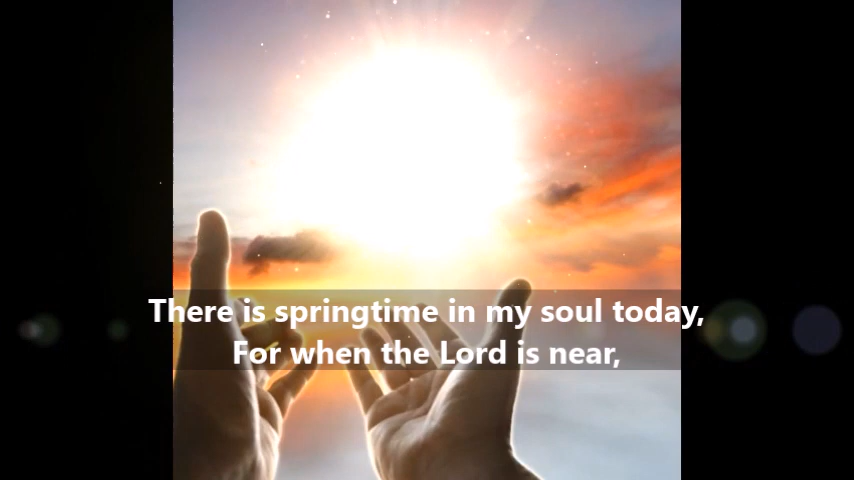 There is springtime in my soul today,
For when the Lord is near,